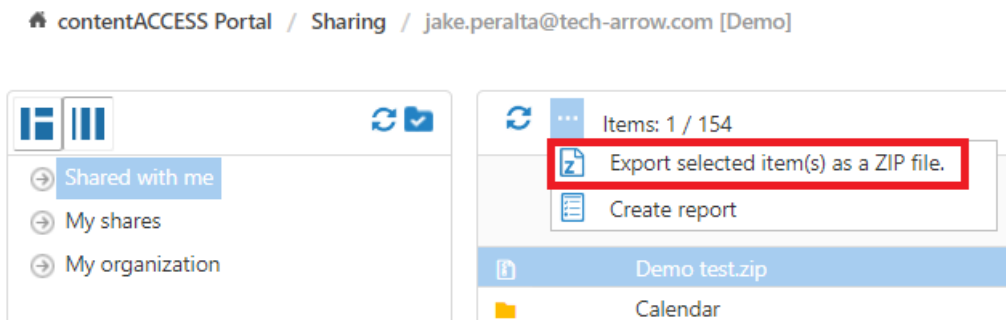 contentACCESS Portal / Sharing / jake.peralta@tech-arrow.com [Demo]
Shared with me
My shares
My organization
Items: 1 / 154
Export selected item(s) as a ZIP file.
Create report
Demo test.zip
Calendar